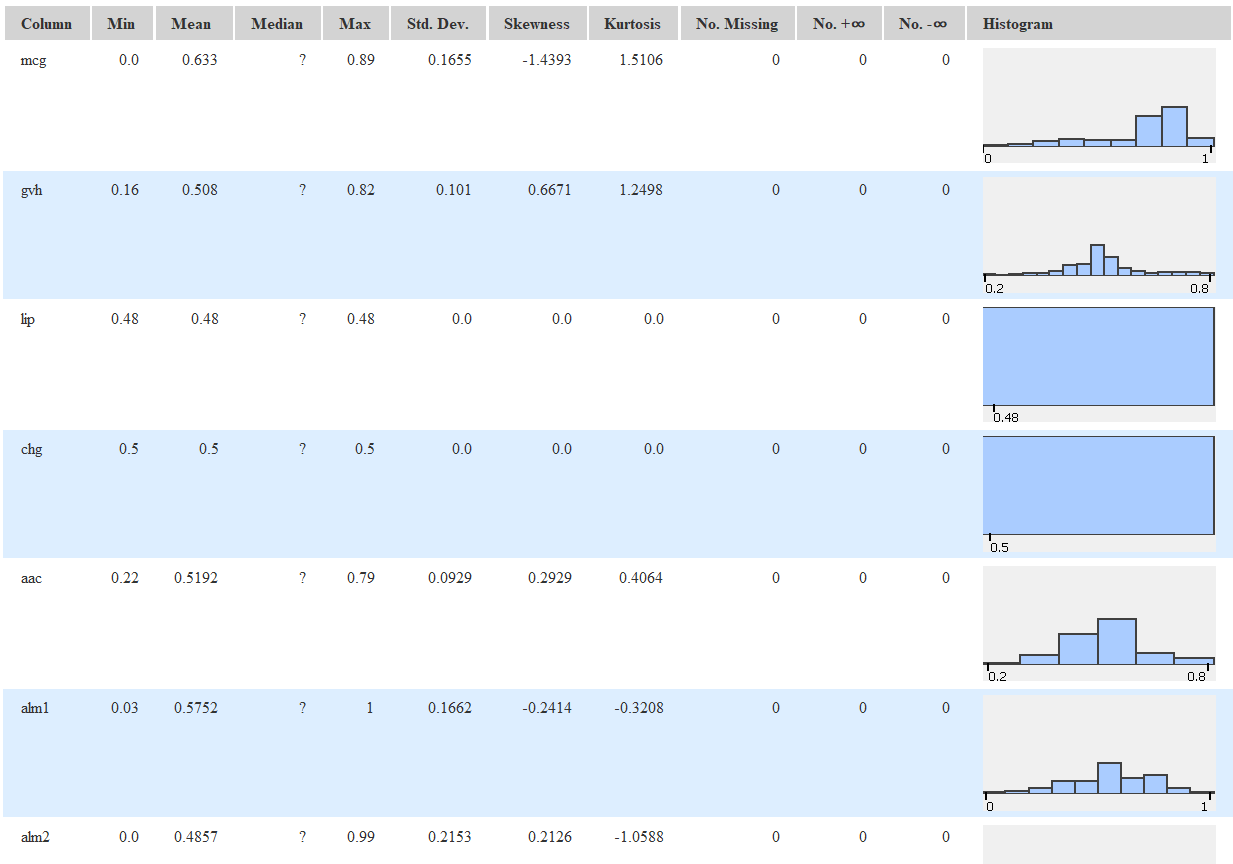 Column Min Mean Median Max Std. Dev. Skewness Kurtosis No. Missing No. +∞ No. -∞ Histogram
mcg 0.0 0.633 ? 0.89 0.1655 -1.4393 1.5106 0 0 0
0 1
gvh 0.16 0.508 ? 0.82 0.101 0.6671 1.2498 0 0 0
0.2 0.8
lip 0.48 0.48 ? 0.48 0.0 0.0 0.0 0 0 0
0.48
chg 0.5 0.5 ? 0.5 0.0 0.0 0.0 0 0 0
0.5
aac 0.22 0.5192 ? 0.79 0.0929 0.2929 0.4064 0 0 0
0.2 0.8
alm1 0.03 0.5752 ? 1 0.1662 -0.2414 -0.3208 0 0 0
0 1
alm2 0.0 0.4857 ? 0.99 0.2153 0.2126 -1.0588 0 0 0